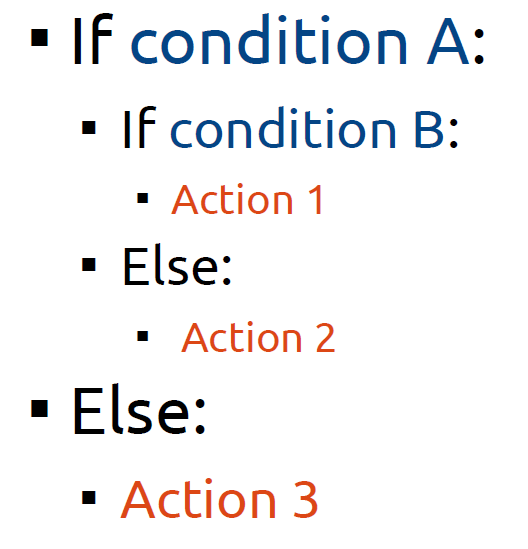 ▪ If condition A:
▪ If condition B:
▪ Action 1
▪ Else:
▪ Action 2
▪ Else:
▪ Action 3